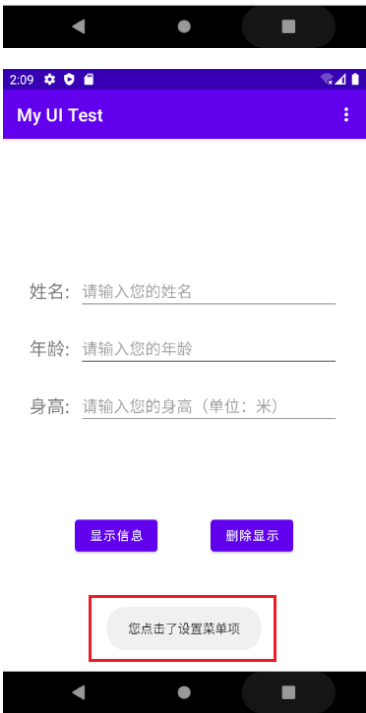 2:09
My UI Test
姓名: 请输入您的姓名
年龄: 请输入您的年龄
身高: 请输入您的身高（单位：米）
显示信息 删除显示
您点击了设置菜单项